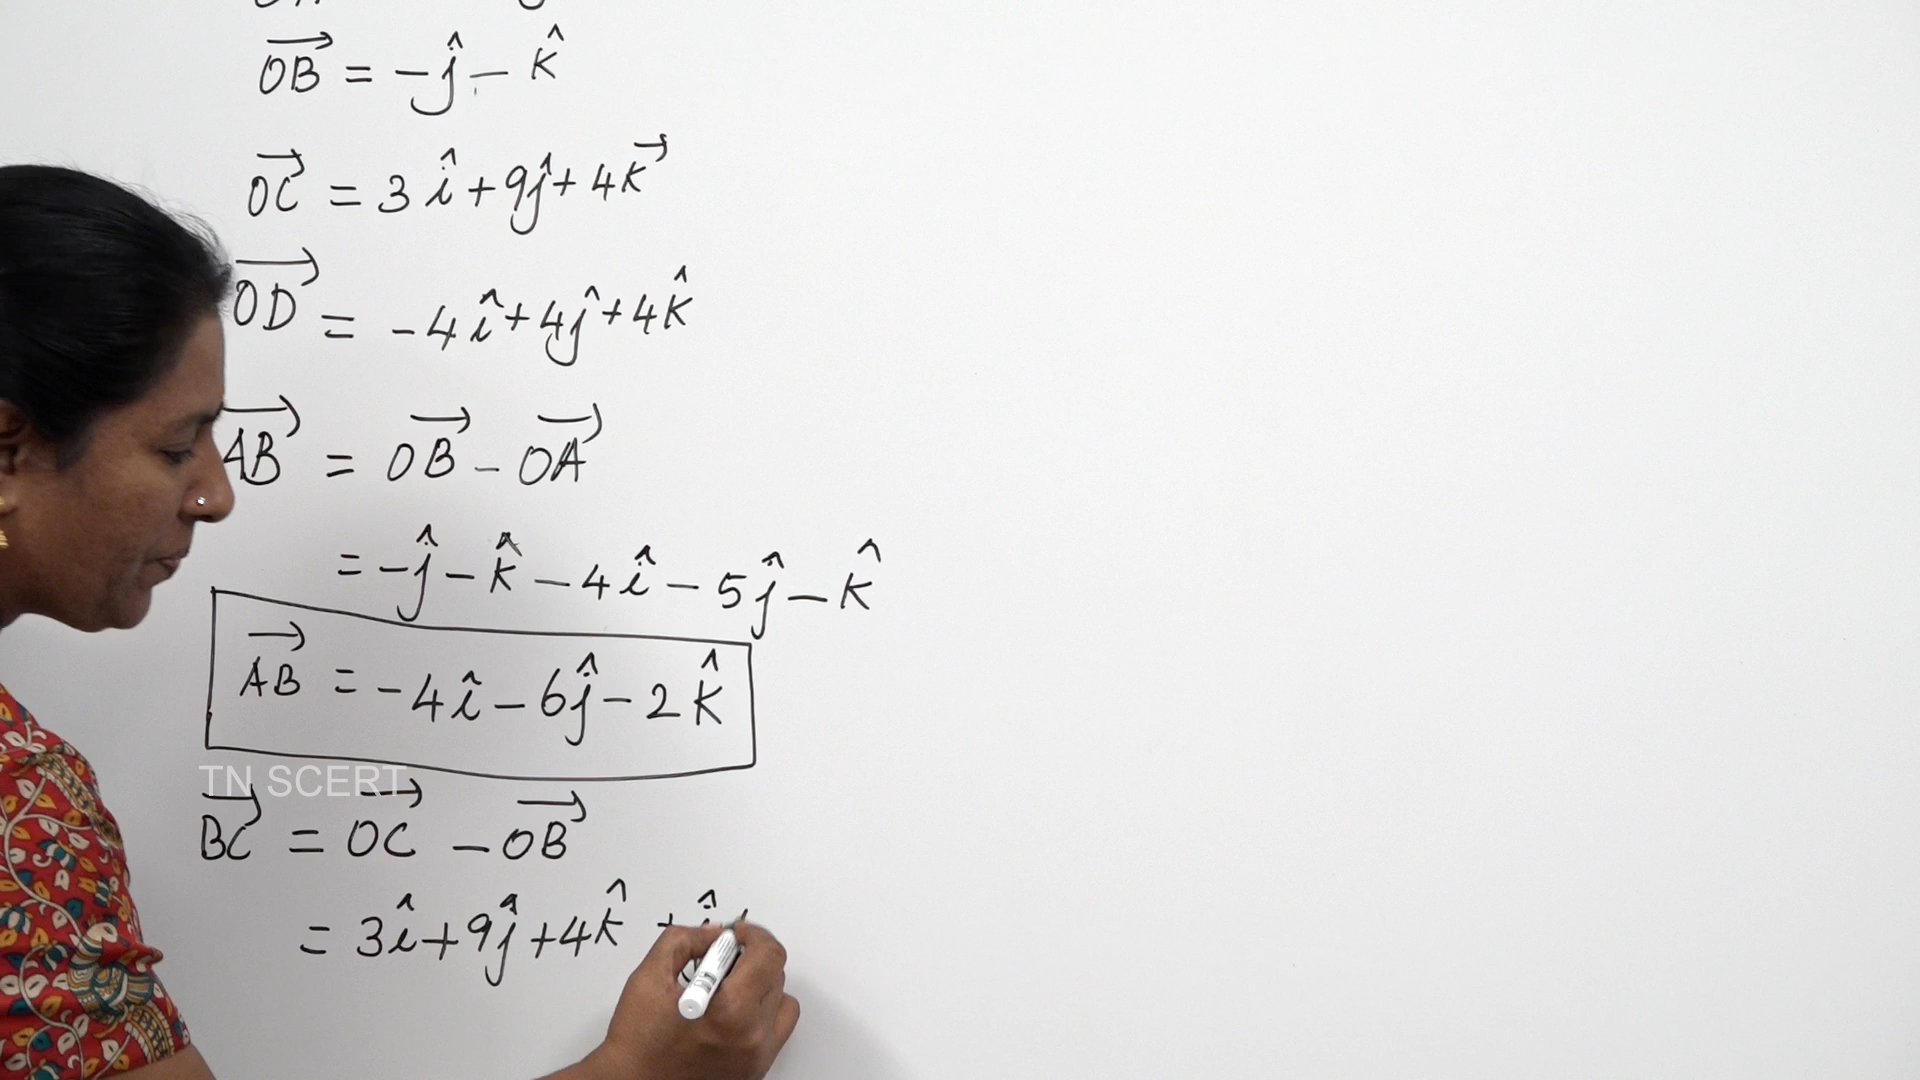 OB→ = -ĵ - k̂
OC→ = 3î + 9ĵ + 4k→
OD→ = -4î + 4ĵ + 4k̂
AB→ = OB→ - OA→
= -ĵ - k̂ - 4î - 5ĵ - k̂
AB→ = -4î - 6ĵ - 2k̂
TN SCERT
BC→ = OC→ - OB→
= 3î + 9ĵ + 4k̂ + ĵ +